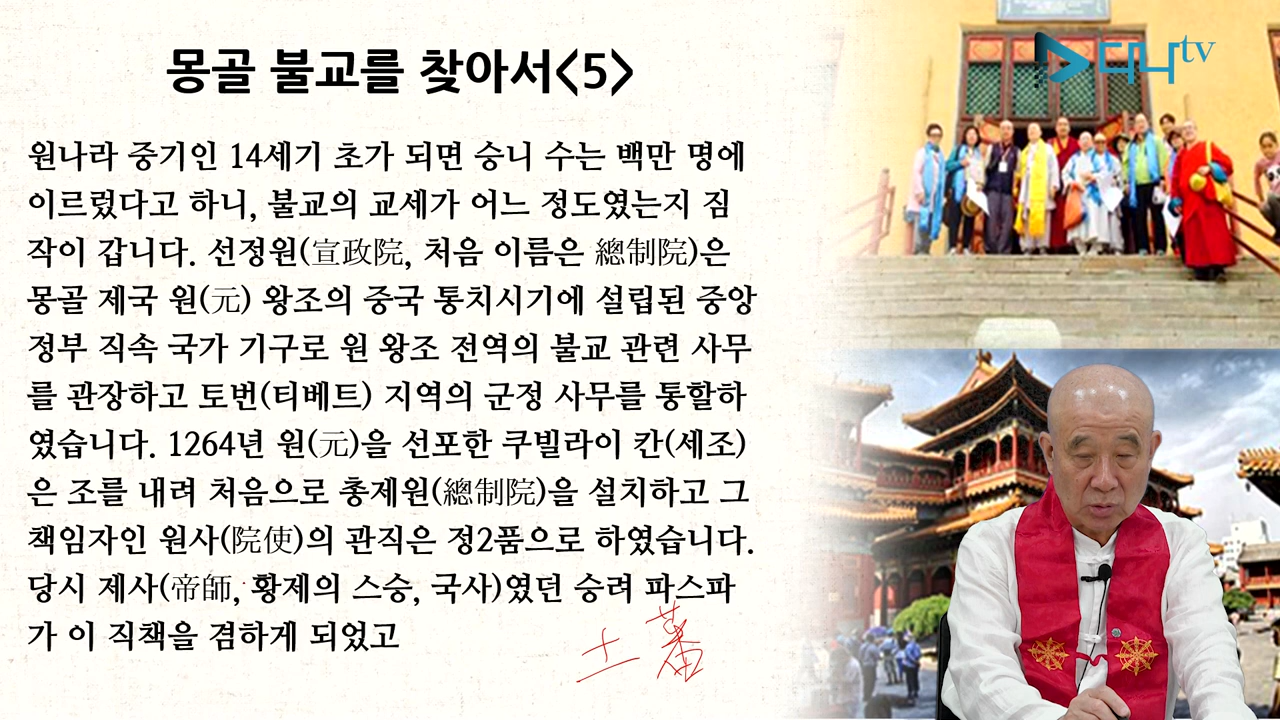 몽골 불교를 찾아서<5>
원나라 중기인 14세기 초가 되면 승니 수는 백만 명에
이르렀다고 하니, 불교의 교세가 어느 정도였는지 짐
작이 갑니다. 선정원(宣政院, 처음 이름은 總制院)은
몽골 제국 원(元) 왕조의 중국 통치시기에 설립된 중앙
정부 직속 국가 기구로 원 왕조 전역의 불교 관련 사무
를 관장하고 토번(티베트) 지역의 군정 사무를 통할하
였습니다. 1264년 원(元)을 선포한 쿠빌라이 칸(세조)
은 조를 내려 처음으로 총제원(總制院)을 설치하고 그
책임자인 원사(院使)의 관직은 정2품으로 하였습니다.
당시 제사(帝師, 황제의 스승, 국사)였던 승려 파스파
가 이 직책을 겸하게 되었고
土蕃
tv